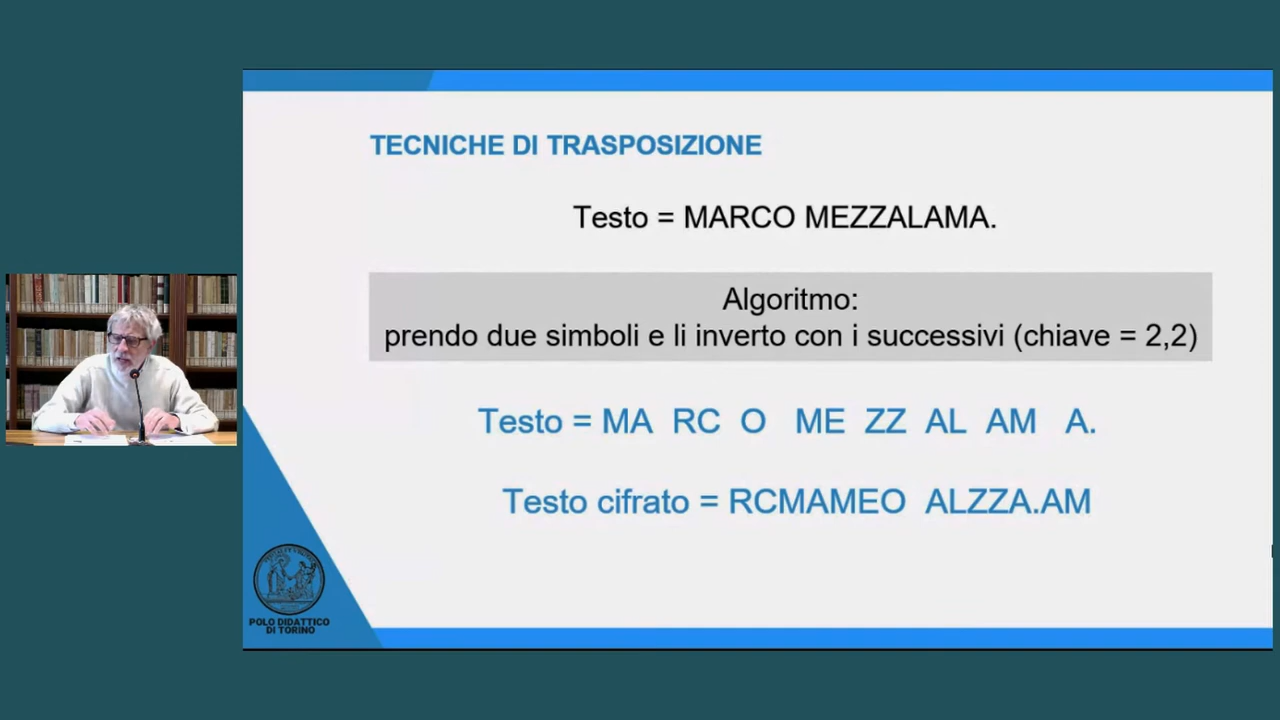 TECNICHE DI TRASPOSIZIONE
Testo = MARCO MEZZALAMA.
Algoritmo:
prendo due simboli e li inverto con i successivi (chiave = 2,2)
Testo = MA RC O ME ZZ AL AM A.
Testo cifrato = RCMAMEO ALZZA.AM
POLO DIDATTICO
DI TORINO